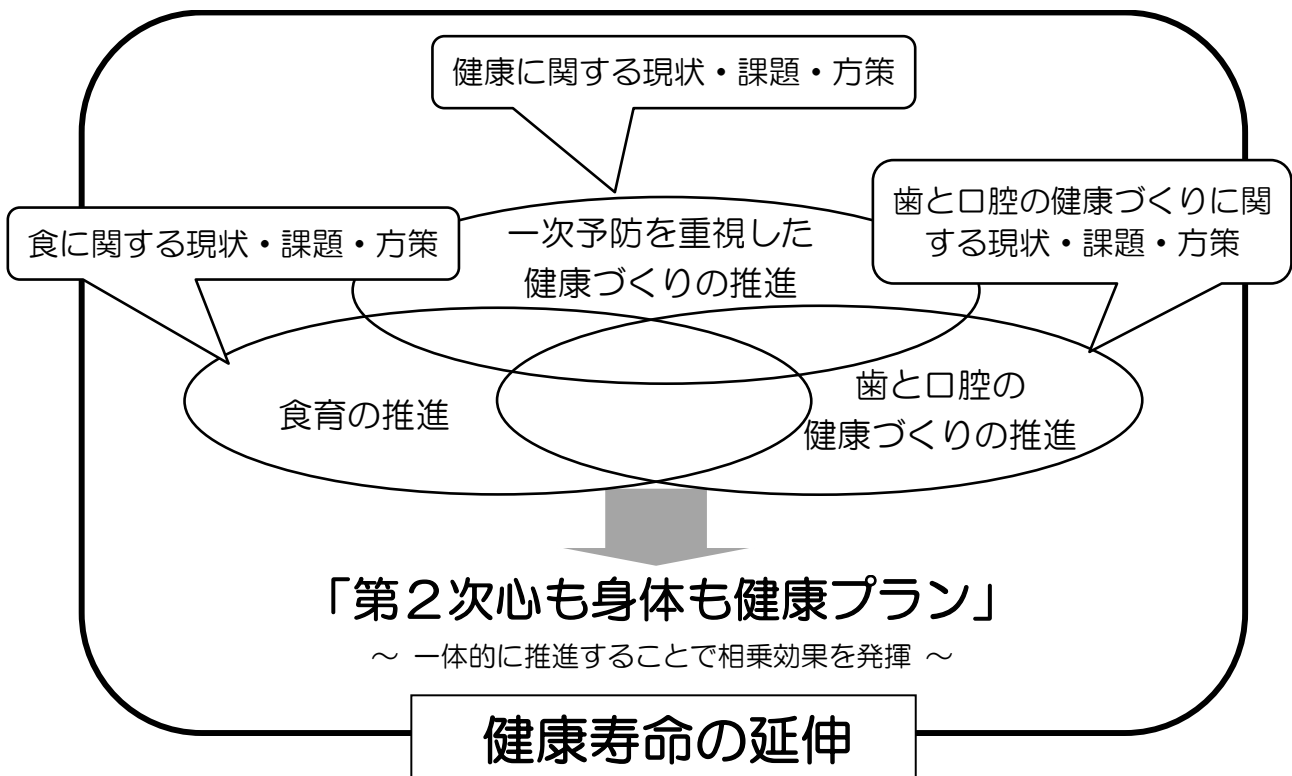 健康に関する現状・課題・方策
歯と口腔の健康づくりに関
する現状・課題・方策
食に関する現状・課題・方策
一次予防を重視した
健康づくりの推進
食育の推進
歯と口腔の
健康づくりの推進
「第２次心も身体も健康プラン」
～ 一体的に推進することで相乗効果を発揮 ～
健康寿命の延伸